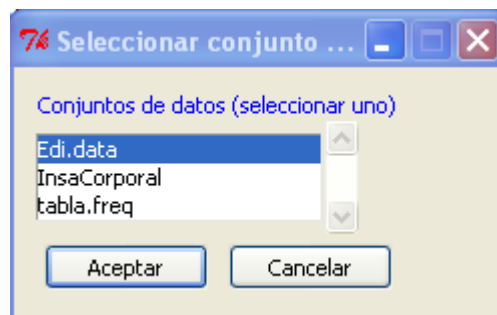 Seleccionar conjunto ...
Conjuntos de datos (seleccionar uno)
Edi.data
InsaCorporal
tabla.freq
Aceptar Cancelar